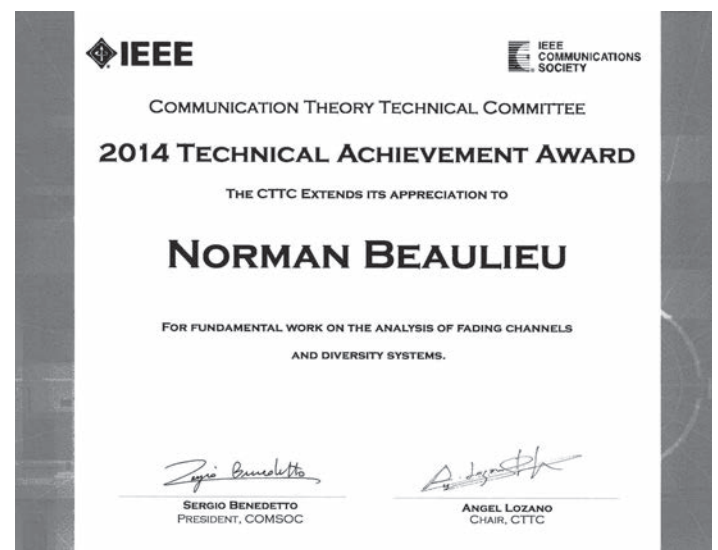 IEEE
IEEE
COMMUNICATIONS
SOCIETY
COMMUNICATION THEORY TECHNICAL COMMITTEE
2014 TECHNICAL ACHIEVEMENT AWARD
THE CTTC EXTENDS ITS APPRECIATION TO
NORMAN BEAULIEU
FOR FUNDAMENTAL WORK ON THE ANALYSIS OF FADING CHANNELS
AND DIVERSITY SYSTEMS.
Sergio Benedetto
SERGIO BENEDETTO
PRESIDENT, COMSOC
ANGEL LOZANO
CHAIR, CTTC